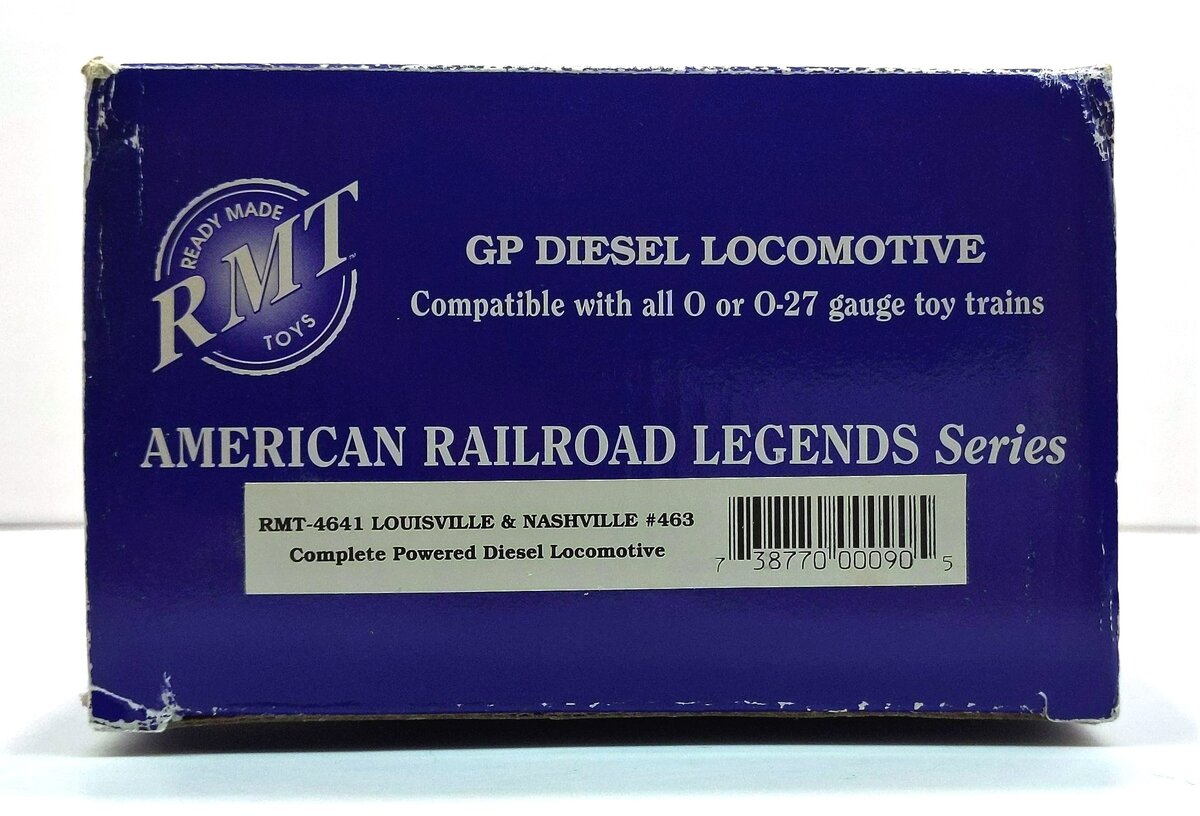 READY MADE
RMT™
TOYS
GP DIESEL LOCOMOTIVE
Compatible with all O or O-27 gauge toy trains
AMERICAN RAILROAD LEGENDS Series
RMT-4641 LOUISVILLE & NASHVILLE #463
Complete Powered Diesel Locomotive
7 38770 00090 5